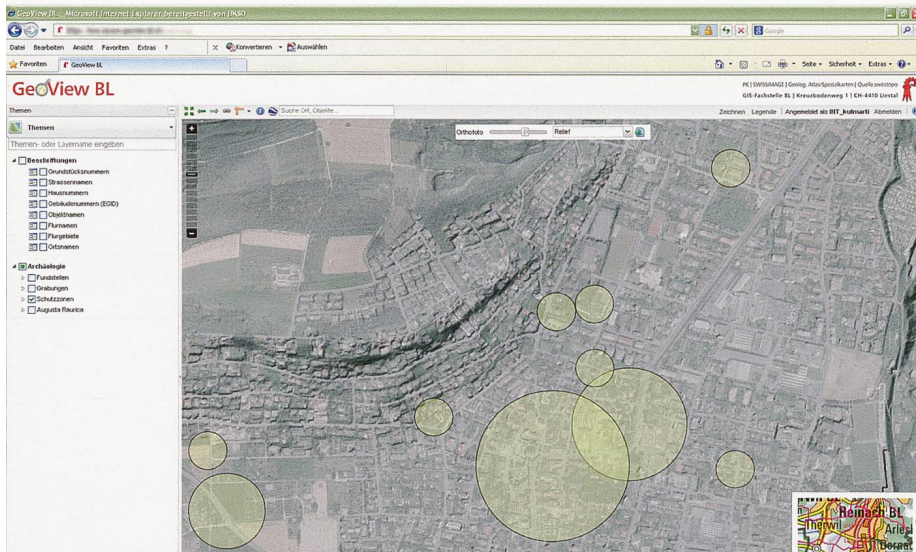 GeoView BL - Microsoft Internet Explorer bereitgestellt von BKSD
Google
Datei Bearbeiten Ansicht Favoriten Extras ?
x Konvertieren Auswählen
Favoriten
GeoView BL
Seite Sicherheit Extras
GeoView BL
PK | SWISSIMAGE | Geolog. Atlas/Spezialkarten | Quelle swisstopo
GIS-Fachstelle BL | Kreuzbodenweg 1 | CH-4410 Liestal
Themen
Suche Ort, Objekte...
Zeichnen Legende Angemeldet als Abmelden
Themen
Orthofoto
Relief
Themen- oder Layername eingeben
Beschriftungen
Grundstücksnummern
Strassennamen
Hausnummern
Gebäudenummern (EGID)
Objektnamen
Flurnamen
Flurgebiete
Ortsnamen
Archäologie
Fundstellen
Grabungen
Schutzzonen
Augusta Raurica
Reinach BL
Therwil